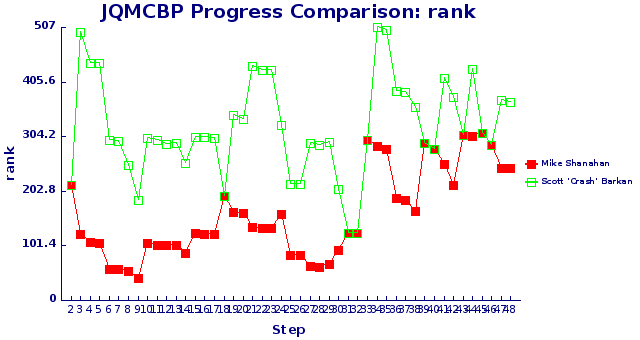 JQMCBP Progress Comparison: rank
507
405.6
304.2
202.8
101.4
0
rank
2 3 4 5 6 7 8 9 10 11 12 13 14 15 16 17 18 19 20 21 22 23 24 25 26 27 28 29 30 31 32 33 34 35 36 37 38 39 40 41 42 43 44 45 46 47 48
Step
Mike Shanahan
Scott 'Crash' Barkan